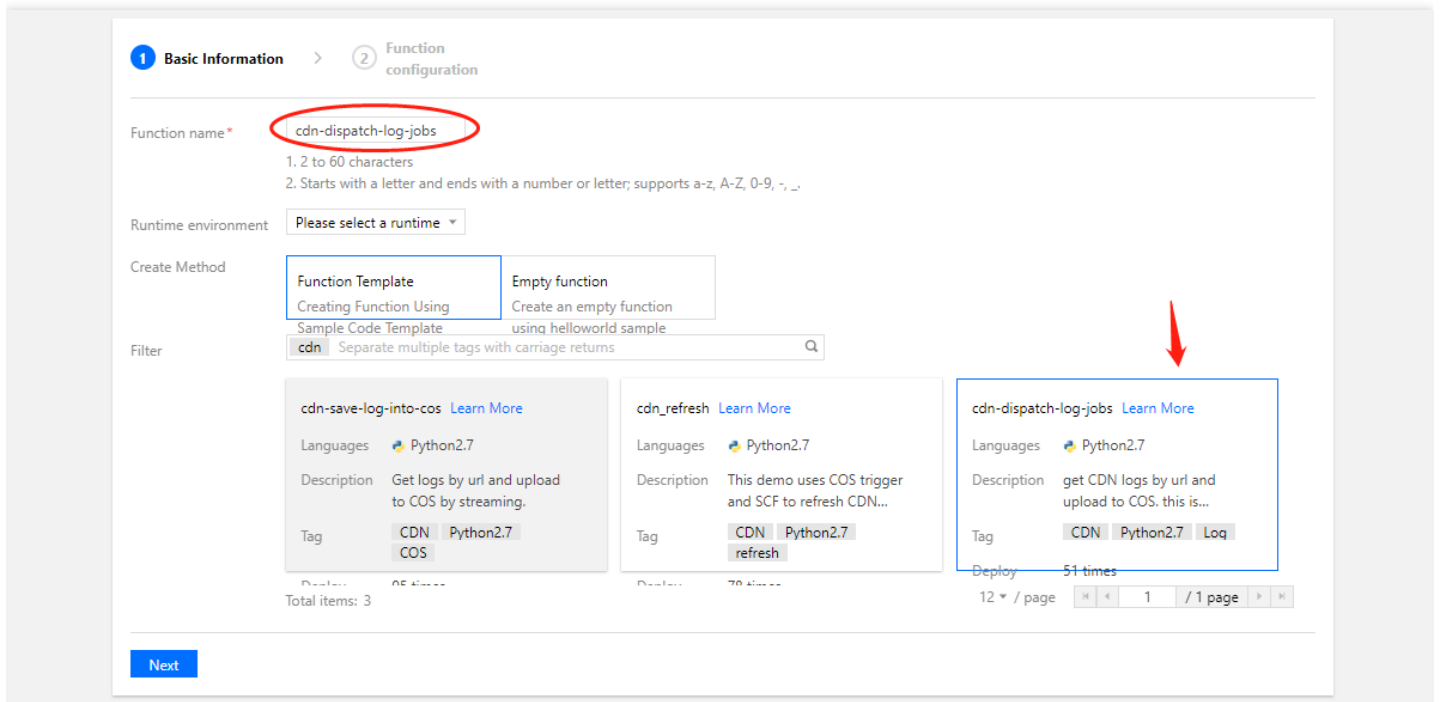 1 Basic Information > 2 Function
configuration
Function name*
cdn-dispatch-log-jobs
1. 2 to 60 characters
2. Starts with a letter and ends with a number or letter; supports a-z, A-Z, 0-9, -, _.
Runtime environment
Please select a runtime
Create Method
Function Template
Creating Function Using
Sample Code Template
Empty function
Create an empty function
using helloworld sample
Filter
cdn Separate multiple tags with carriage returns
cdn-save-log-into-cos Learn More
Languages Python2.7
Description Get logs by url and upload
to COS by streaming.
Tag CDN Python2.7
COS
Deploy 95 times
cdn_refresh Learn More
Languages Python2.7
Description This demo uses COS trigger
and SCF to refresh CDN...
Tag CDN Python2.7
refresh
Deploy 78 times
cdn-dispatch-log-jobs Learn More
Languages Python2.7
Description get CDN logs by url and
upload to COS. this is...
Tag CDN Python2.7 Log
Deploy 51 times
Total items: 3
12 / page 1 / 1 page
Next